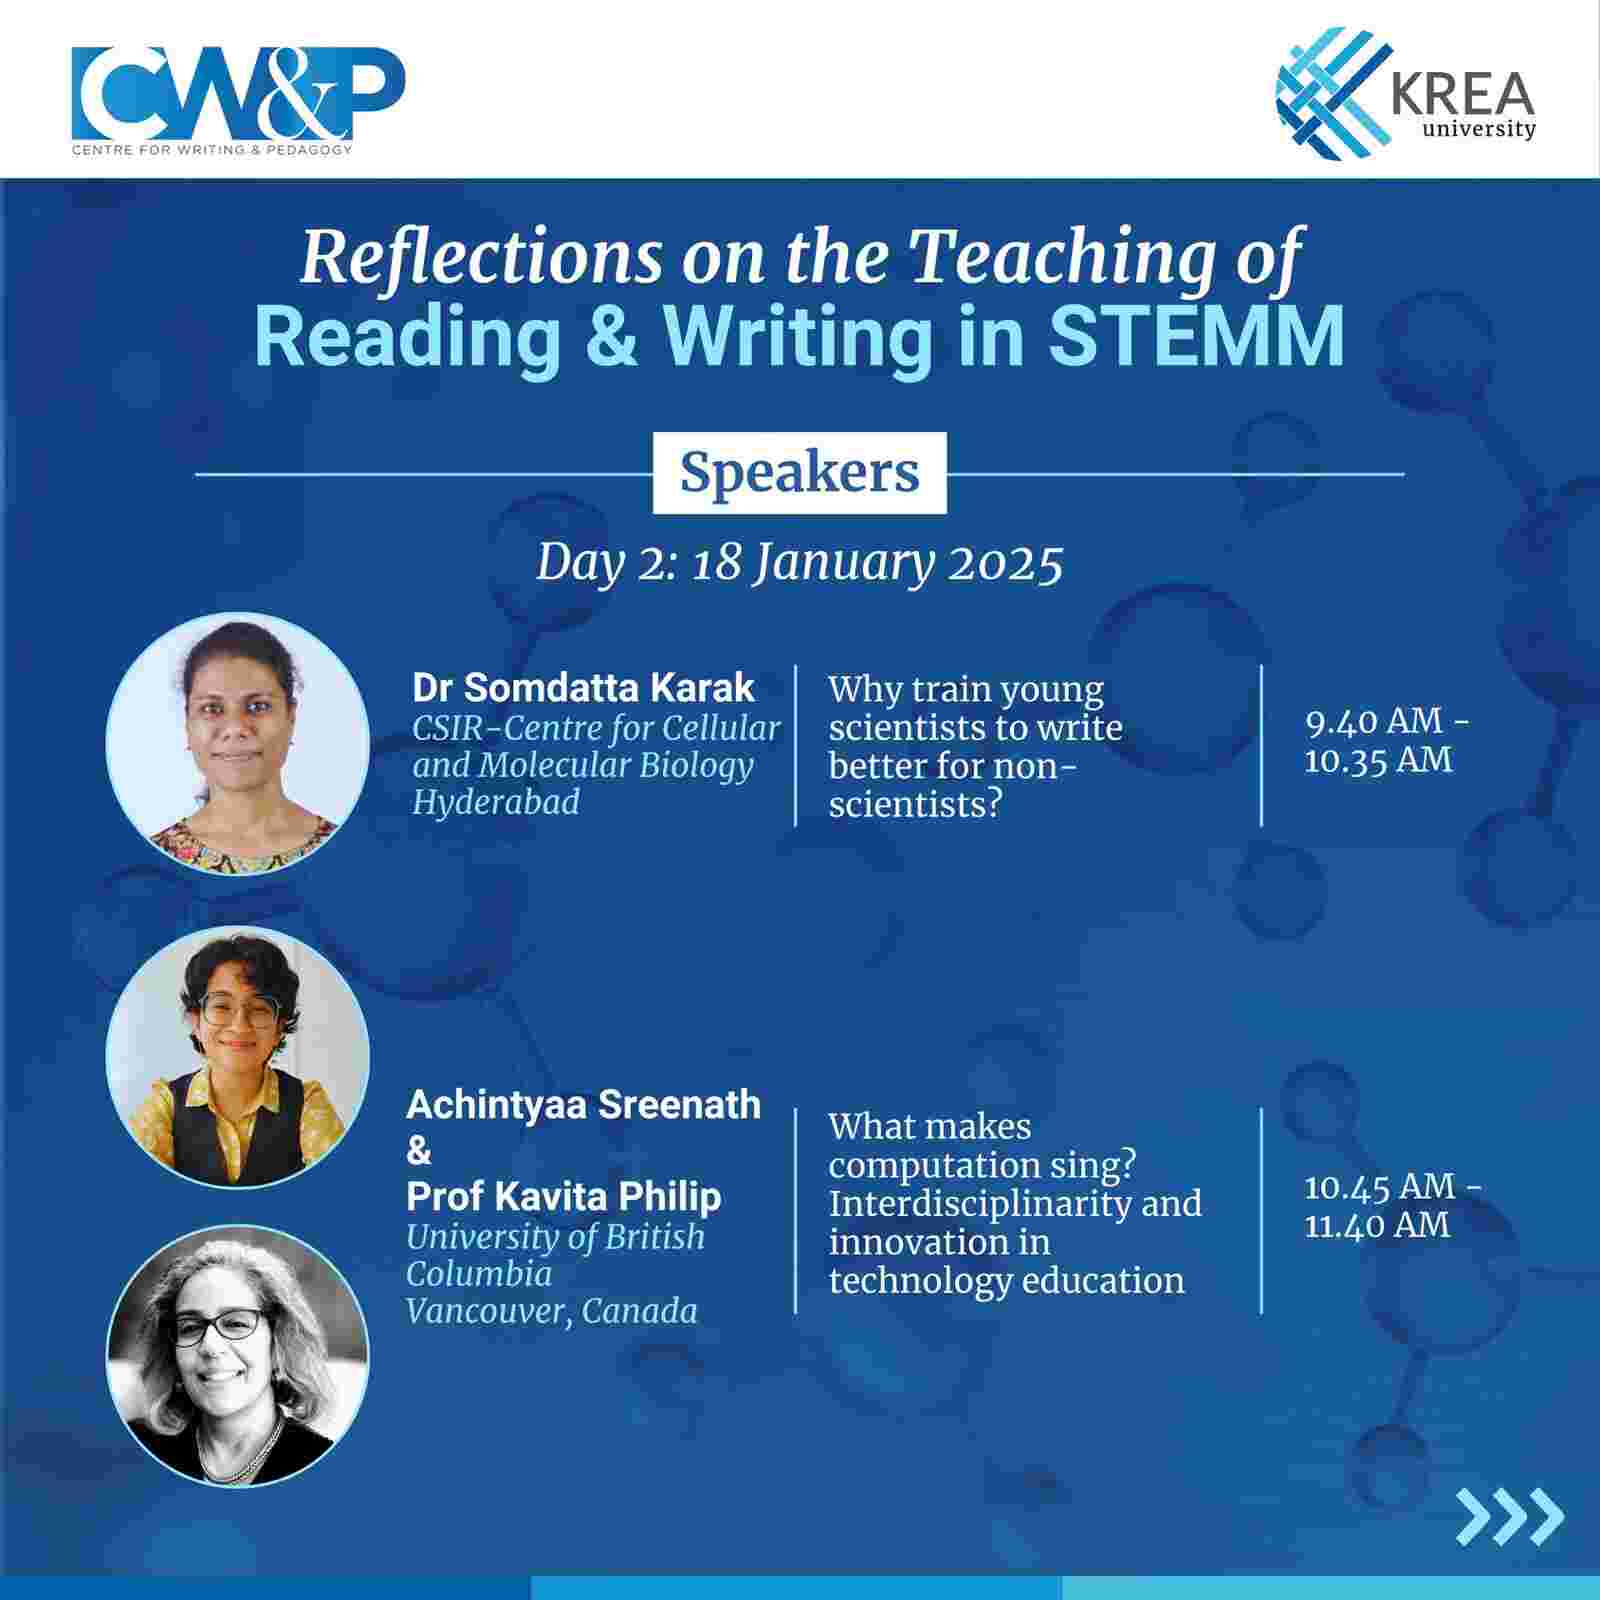 CW&P
CENTRE FOR WRITING & PEDAGOGY
KREA
university
Reflections on the Teaching of
Reading & Writing in STEMM
Speakers
Day 2: 18 January 2025
Dr Somdatta Karak
CSIR-Centre for Cellular
and Molecular Biology
Hyderabad
Why train young
scientists to write
better for non-
scientists?
9.40 AM -
10.35 AM
Achintyaa Sreenath
&
Prof Kavita Philip
University of British
Columbia
Vancouver, Canada
What makes
computation sing?
Interdisciplinarity and
innovation in
technology education
10.45 AM -
11.40 AM